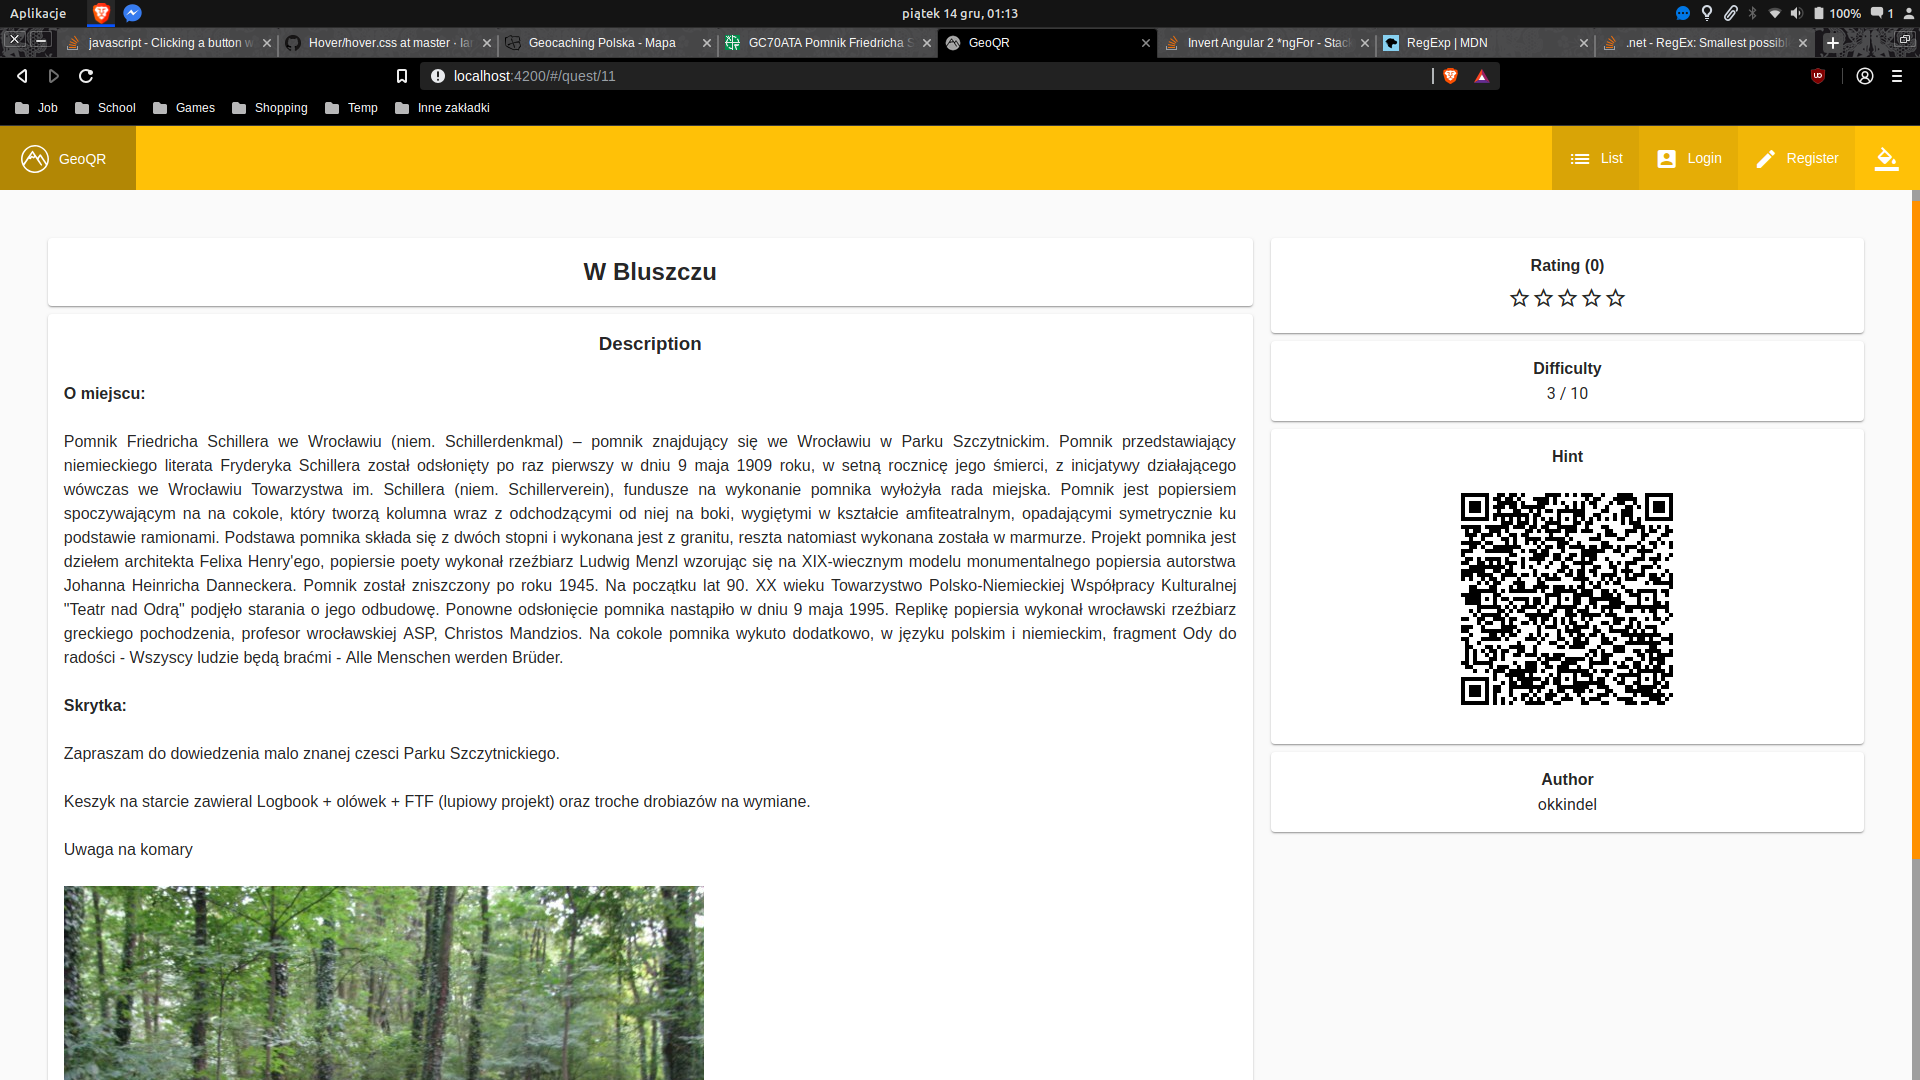 Aplikacje
piątek 14 gru, 01:13
100%
1
javascript - Clicking a button w
Hover/hover.css at master · Ian
Geocaching Polska - Mapa
GC70ATA Pomnik Friedricha S
GeoQR
Invert Angular 2 *ngFor - Stac
RegExp | MDN
.net - RegEx: Smallest possibl
localhost:4200/#/quest/11
Job
School
Games
Shopping
Temp
Inne zakładki
GeoQR
List
Login
Register
W Bluszczu
Description
O miejscu:
Pomnik Friedricha Schillera we Wrocławiu (niem. Schillerdenkmal) – pomnik znajdujący się we Wrocławiu w Parku Szczytnickim. Pomnik przedstawiający
niemieckiego literata Fryderyka Schillera został odsłonięty po raz pierwszy w dniu 9 maja 1909 roku, w setną rocznicę jego śmierci, z inicjatywy działającego
wówczas we Wrocławiu Towarzystwa im. Schillera (niem. Schillerverein), fundusze na wykonanie pomnika wyłożyła rada miejska. Pomnik jest popiersiem
spoczywającym na na cokole, który tworzą kolumna wraz z odchodzącymi od niej na boki, wygiętymi w kształcie amfiteatralnym, opadającymi symetrycznie ku
podstawie ramionami. Podstawa pomnika składa się z dwóch stopni i wykonana jest z granitu, reszta natomiast wykonana została w marmurze. Projekt pomnika jest
dziełem architekta Felixa Henry'ego, popiersie poety wykonał rzeźbiarz Ludwig Menzl wzorując się na XIX-wiecznym modelu monumentalnego popiersia autorstwa
Johanna Heinricha Danneckera. Pomnik został zniszczony po roku 1945. Na początku lat 90. XX wieku Towarzystwo Polsko-Niemieckiej Współpracy Kulturalnej
"Teatr nad Odrą" podjęło starania o jego odbudowę. Ponowne odsłonięcie pomnika nastąpiło w dniu 9 maja 1995. Replikę popiersia wykonał wrocławski rzeźbiarz
greckiego pochodzenia, profesor wrocławskiej ASP, Christos Mandzios. Na cokole pomnika wykuto dodatkowo, w języku polskim i niemieckim, fragment Ody do
radości - Wszyscy ludzie będą braćmi - Alle Menschen werden Brüder.
Skrytka:
Zapraszam do dowiedzenia malo znanej czesci Parku Szczytnickiego.
Keszyk na starcie zawieral Logbook + olówek + FTF (lupiowy projekt) oraz troche drobiazów na wymiane.
Uwaga na komary
Rating (0)
Difficulty
3 / 10
Hint
Author
okkindel